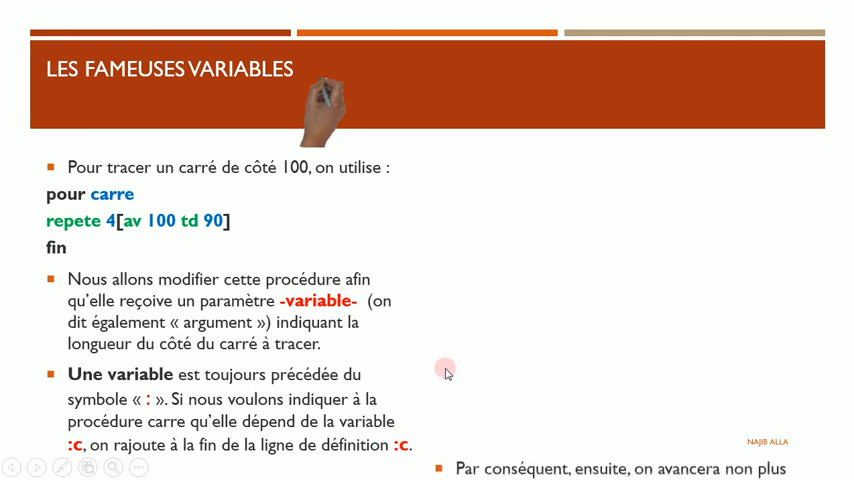 LES FAMEUSES VARIABLES
Pour tracer un carré de côté 100, on utilise :
pour carre
repete 4[av 100 td 90]
fin
Nous allons modifier cette procédure afin
qu'elle reçoive un paramètre -variable- (on
dit également « argument ») indiquant la
longueur du côté du carré à tracer.
Une variable est toujours précédée du
symbole « : ». Si nous voulons indiquer à la
procédure carre qu'elle dépend de la variable
:c, on rajoute à la fin de la ligne de définition :c.
NAJIB ALLA
Par conséquent, ensuite, on avancera non plus